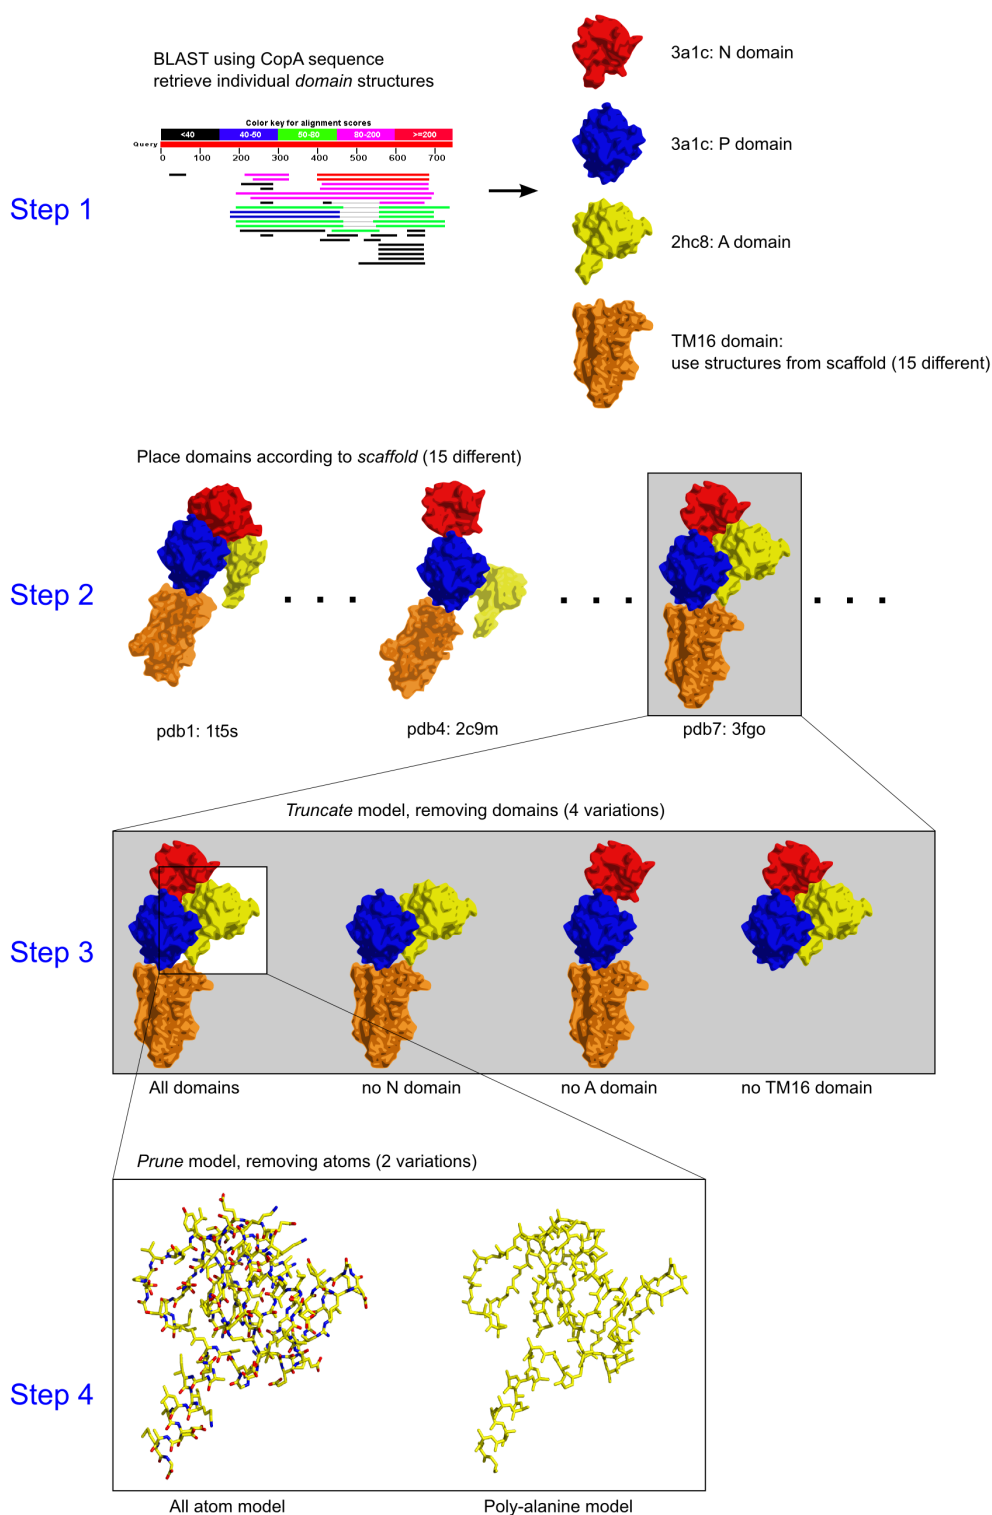 BLAST using CopA sequence
retrieve individual domain structures
Color key for alignment scores
<40 40-50 50-80 80-200 >=200
Query
0 100 200 300 400 500 600 700
Step 1
3a1c: N domain
3a1c: P domain
2hc8: A domain
TM16 domain:
use structures from scaffold (15 different)
Place domains according to scaffold (15 different)
Step 2
. . . . . . . . .
pdb1: 1t5s pdb4: 2c9m pdb7: 3fgo
Truncate model, removing domains (4 variations)
Step 3
All domains no N domain no A domain no TM16 domain
Prune model, removing atoms (2 variations)
Step 4
All atom model Poly-alanine model